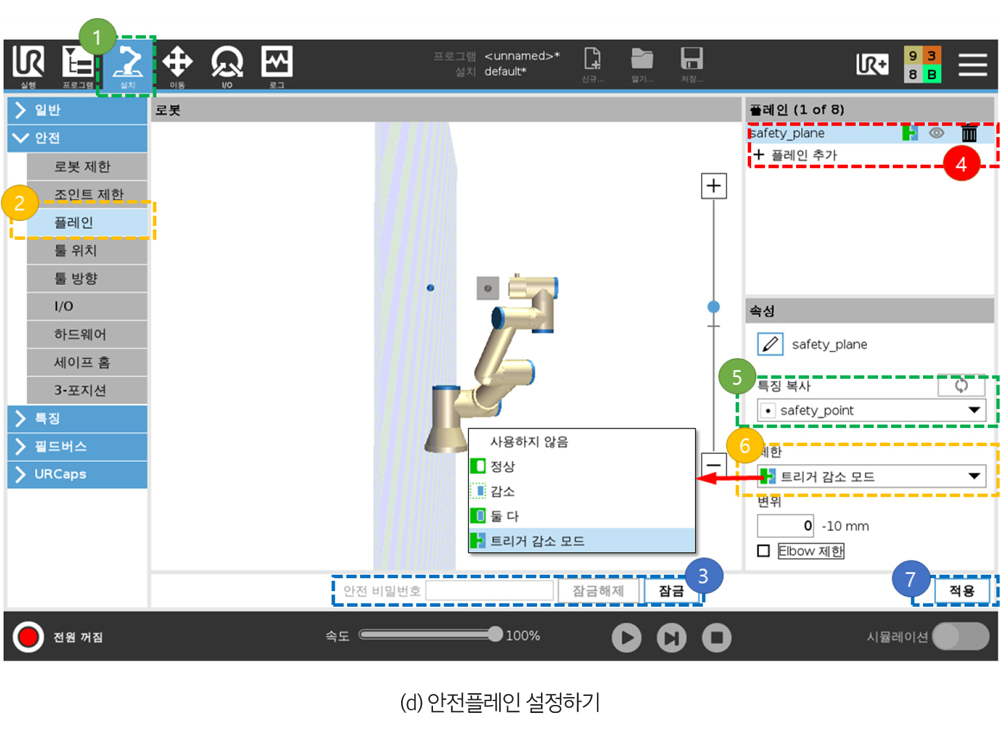 1
UR
실행
프로그램
설치
이동
I/O
로그
프로그램 <unnamed>*
설치 default*
신규...
열기...
저장...
UR+
9 3
8 B
일반
안전
로봇 제한
조인트 제한
2
플레인
툴 위치
툴 방향
I/O
하드웨어
세이프 홈
3-포지션
특징
필드버스
URCaps
로봇
사용하지 않음
정상
감소
둘 다
트리거 감소 모드
안전 비밀번호
잠금해제
잠금
3
플레인 (1 of 8)
safety_plane
플레인 추가
4
속성
safety_plane
5
특징 복사
safety_point
6
제한
트리거 감소 모드
변위
0 -10 mm
Elbow 제한
7
적용
전원 꺼짐
속도 100%
시뮬레이션
(d) 안전플레인 설정하기